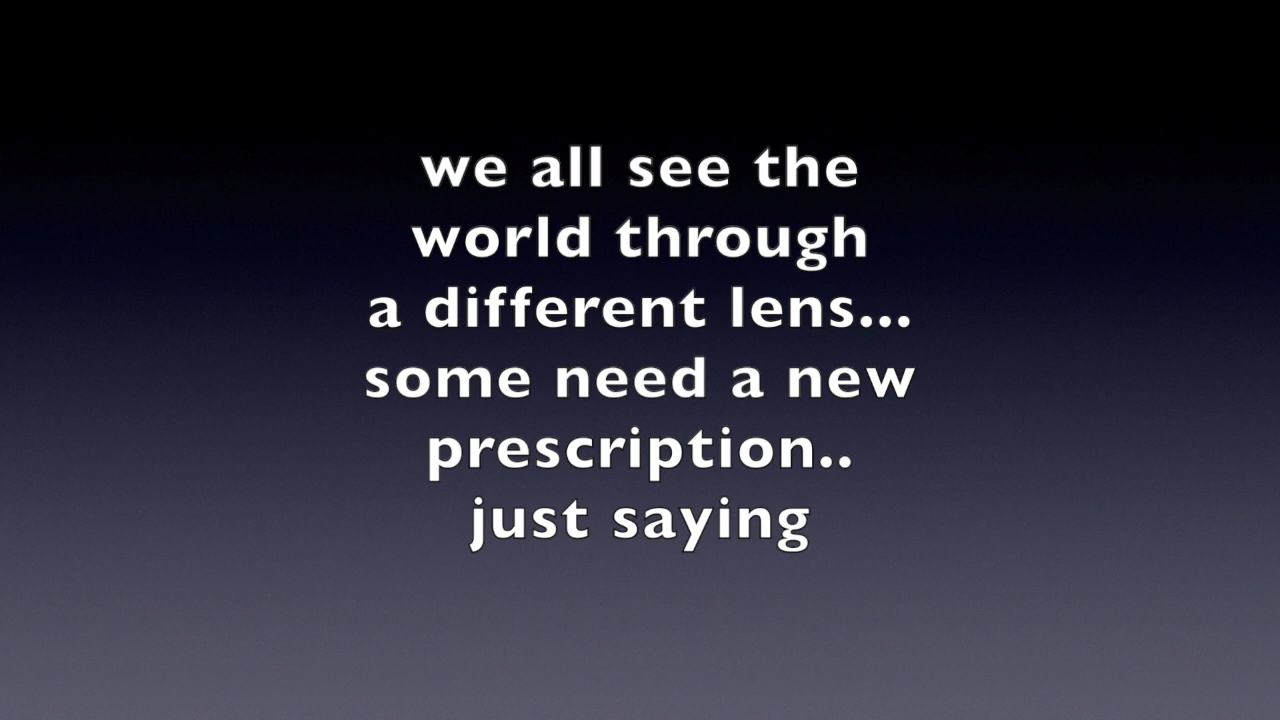 we all see the
world through
a different lens...
some need a new
prescription..
just saying